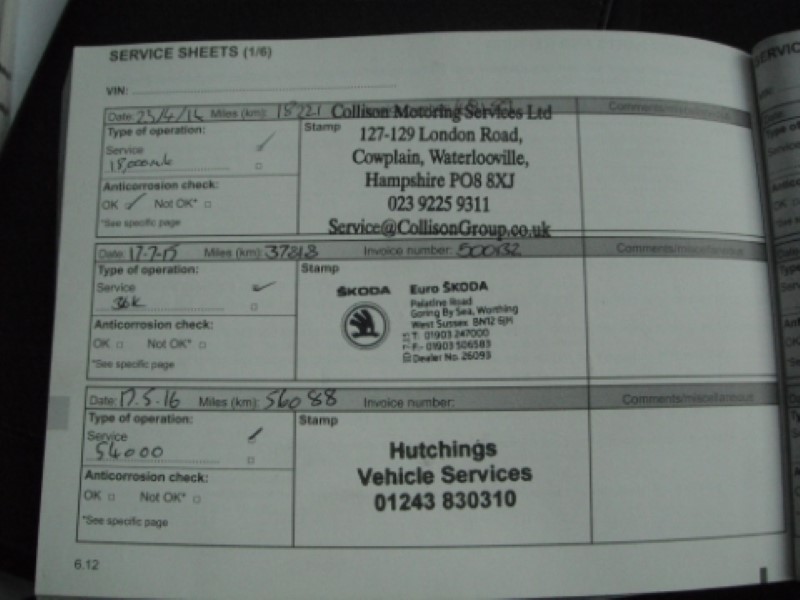 SERVICE SHEETS (1/6)
VIN:
Date: 23/4/14 Miles (km): 18221
Comments/miscellaneous
Type of operation:
Service
18,000mls
Anticorrosion check:
OK ✓ Not OK*
*See specific page
Stamp
Collison Motoring Services Ltd
127-129 London Road,
Cowplain, Waterlooville,
Hampshire PO8 8XJ
023 9225 9311
Service@CollisonGroup.co.uk
Date: 17-7-15 Miles (km): 37818 Invoice number: 500132 Comments/miscellaneous
Type of operation:
Service
36k
Anticorrosion check:
OK Not OK*
*See specific page
Stamp
ŠKODA
Euro ŠKODA
Palatine Road
Goring By Sea, Worthing
West Sussex BN12 6JH
T: 01903 247000
F: 01903 506583
Dealer No. 26093
Date: 17.5.16 Miles (km): 56088 Invoice number: Comments/miscellaneous
Type of operation:
Service
54000
Anticorrosion check:
OK Not OK*
*See specific page
Stamp
Hutchings
Vehicle Services
01243 830310
6.12